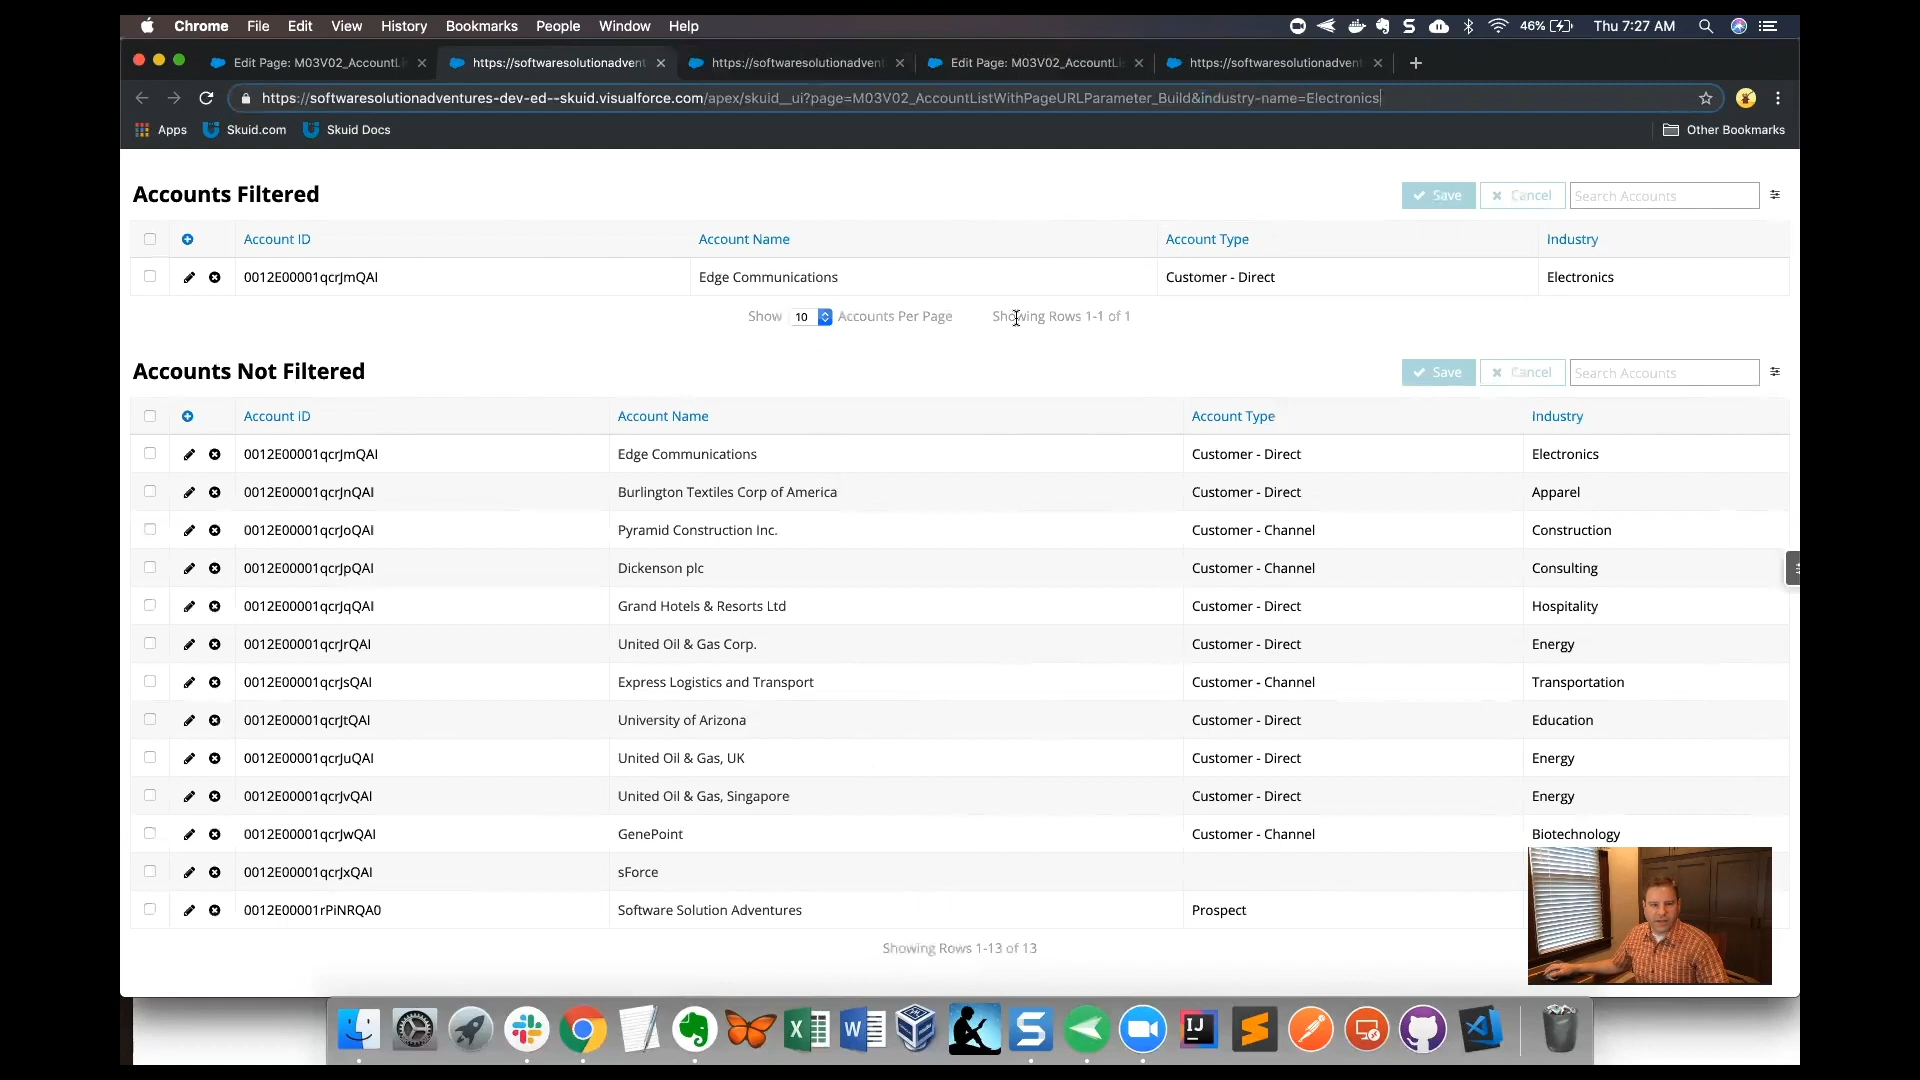 Chrome File Edit View History Bookmarks People Window Help 46% Thu 7:27 AM
Edit Page: M03V02_AccountLi https://softwaresolutionadven https://softwaresolutionadven Edit Page: M03V02_AccountLis https://softwaresolutionadven
https://softwaresolutionadventures-dev-ed--skuid.visualforce.com/apex/skuid__ui?page=M03V02_AccountListWithPageURLParameter_Build&industry-name=Electronics
Apps Skuid.com Skuid Docs Other Bookmarks
Accounts Filtered Save Cancel Search Accounts
Account ID Account Name Account Type Industry
0012E00001qcrJmQAI Edge Communications Customer - Direct Electronics
Show 10 Accounts Per Page Showing Rows 1-1 of 1
Accounts Not Filtered Save Cancel Search Accounts
Account ID Account Name Account Type Industry
0012E00001qcrJmQAI Edge Communications Customer - Direct Electronics
0012E00001qcrJnQAI Burlington Textiles Corp of America Customer - Direct Apparel
0012E00001qcrJoQAI Pyramid Construction Inc. Customer - Channel Construction
0012E00001qcrJpQAI Dickenson plc Customer - Channel Consulting
0012E00001qcrJqQAI Grand Hotels & Resorts Ltd Customer - Direct Hospitality
0012E00001qcrJrQAI United Oil & Gas Corp. Customer - Direct Energy
0012E00001qcrJsQAI Express Logistics and Transport Customer - Channel Transportation
0012E00001qcrJtQAI University of Arizona Customer - Direct Education
0012E00001qcrJuQAI United Oil & Gas, UK Customer - Direct Energy
0012E00001qcrJvQAI United Oil & Gas, Singapore Customer - Direct Energy
0012E00001qcrJwQAI GenePoint Customer - Channel Biotechnology
0012E00001qcrJxQAI sForce
0012E00001rPiNRQA0 Software Solution Adventures Prospect
Showing Rows 1-13 of 13